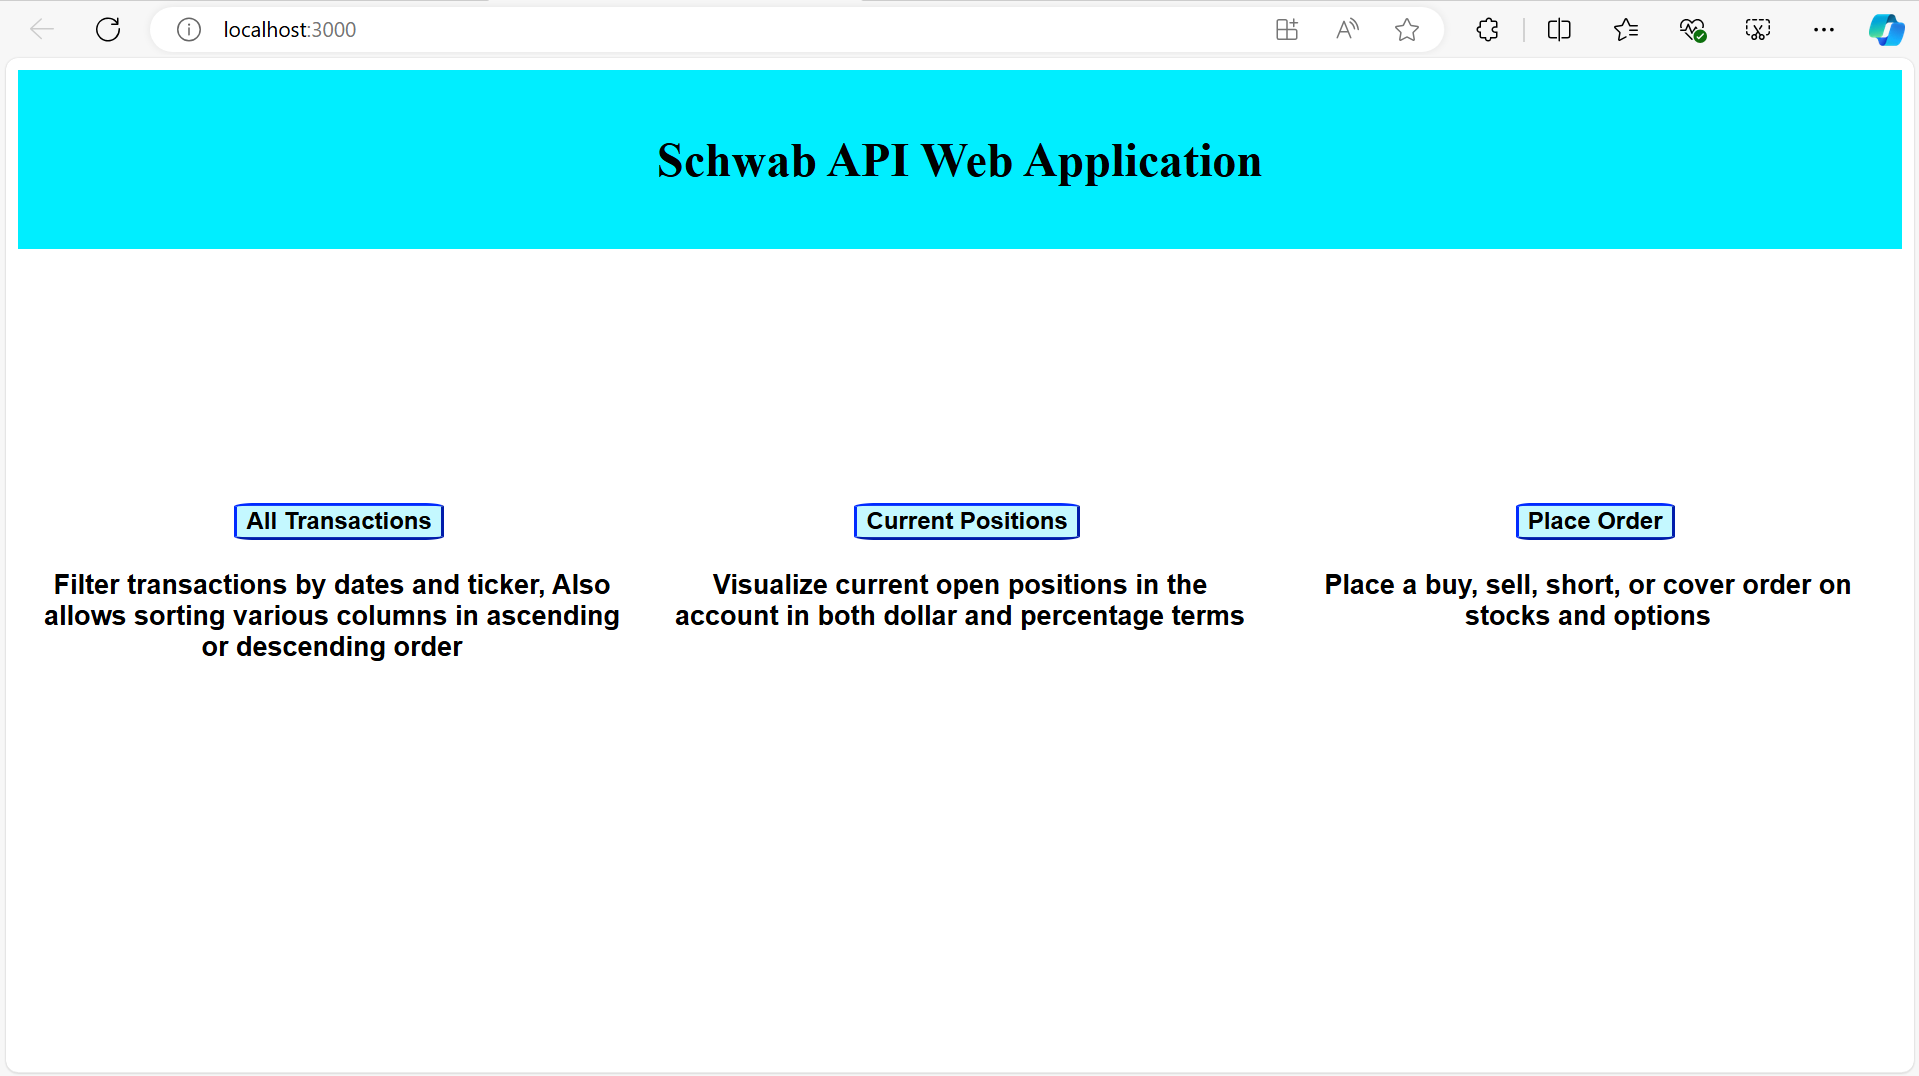 localhost:3000
Schwab API Web Application
All Transactions
Filter transactions by dates and ticker, Also
allows sorting various columns in ascending
or descending order
Current Positions
Visualize current open positions in the
account in both dollar and percentage terms
Place Order
Place a buy, sell, short, or cover order on
stocks and options